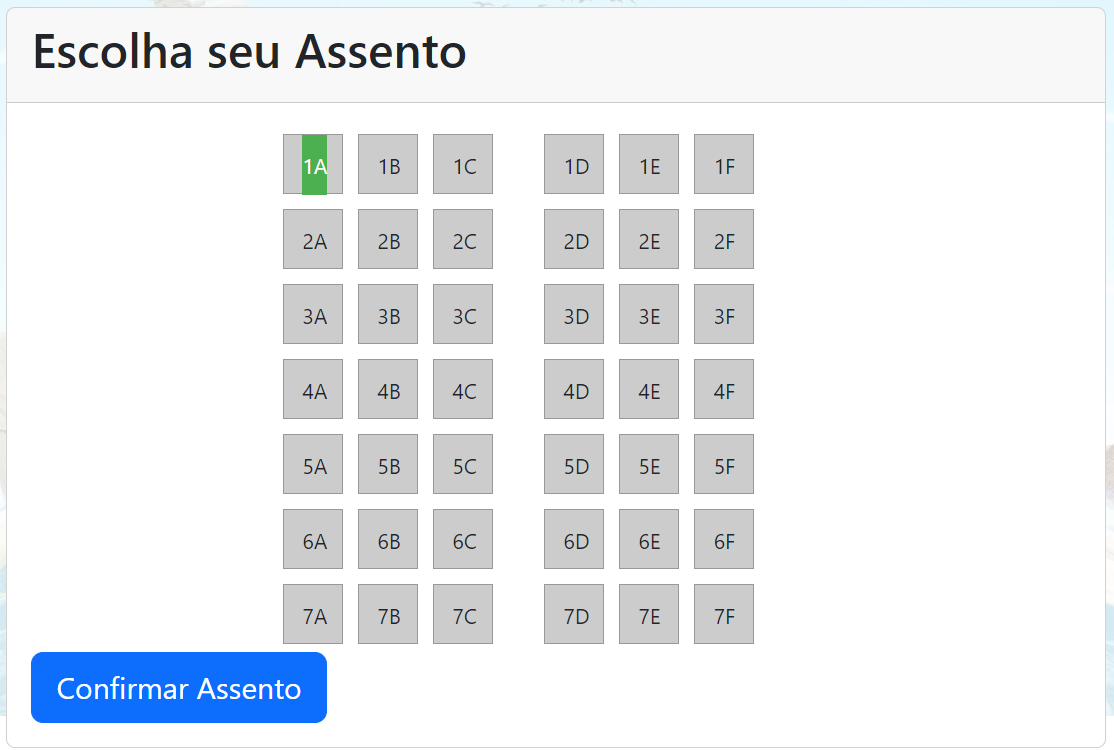 Escolha seu Assento
1A 1B 1C 1D 1E 1F
2A 2B 2C 2D 2E 2F
3A 3B 3C 3D 3E 3F
4A 4B 4C 4D 4E 4F
5A 5B 5C 5D 5E 5F
6A 6B 6C 6D 6E 6F
7A 7B 7C 7D 7E 7F
Confirmar Assento